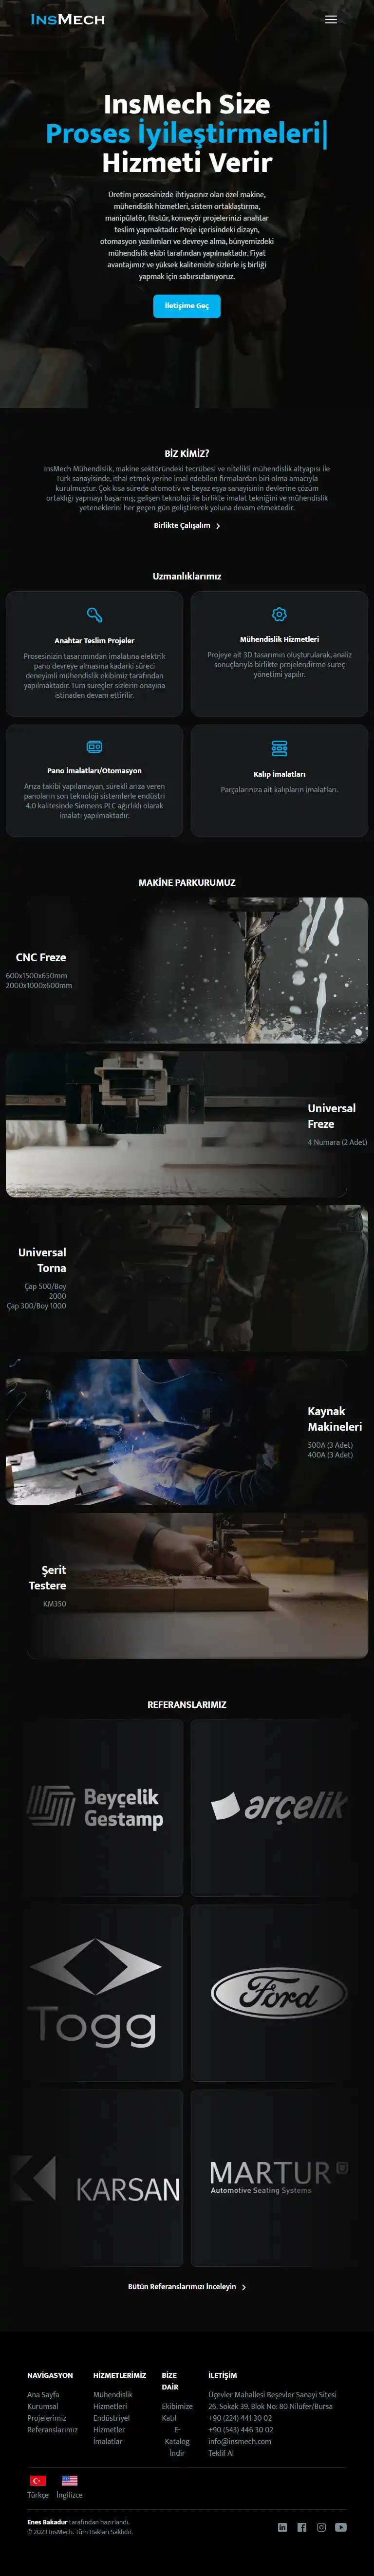 InsMech
InsMech Size
Proses İyileştirmeleri|
Hizmeti Verir
Üretim prosesinizde ihtiyacınız olan özel makine,
mühendislik hizmetleri, sistem ortaklaştırma,
manipülatör, fikstür, konveyör projelerinizi anahtar
teslim yapmaktadır. Proje içerisindeki dizayn,
otomasyon yazılımları ve devreye alma, bünyemizdeki
mühendislik ekibi tarafından yapılmaktadır. Fiyat
avantajımız ve yüksek kalitemizle sizlerle iş birliği
yapmak için sabırsızlanıyoruz.
İletişime Geç
BİZ KİMİZ?
InsMech Mühendislik, makine sektöründeki tecrübesi ve nitelikli mühendislik altyapısı ile
Türk sanayisinde, ithal etmek yerine imal edebilen firmalardan biri olma amacıyla
kurulmuştur. Çok kısa sürede otomotiv ve beyaz eşya sanayisinin devlerine çözüm
ortaklığı yapmayı başarmış; gelişen teknoloji ile birlikte imalat tekniğini ve mühendislik
yeteneklerini her geçen gün geliştirerek yoluna devam etmektedir.
Birlikte Çalışalım
Uzmanlıklarımız
Anahtar Teslim Projeler
Prosesinizin tasarımından imalatına elektrik
pano devreye almasına kadarki süreci
deneyimli mühendislik ekibimiz tarafından
yapılmaktadır. Tüm süreçler sizlerin onayına
istinaden devam ettirilir.
Mühendislik Hizmetleri
Projeye ait 3D tasarımın oluşturularak, analiz
sonuçlarıyla birlikte projelendirme süreç
yönetimi yapılır.
Pano İmalatları/Otomasyon
Arıza takibi yapılamayan, sürekli arıza veren
panoların son teknoloji sistemlerle endüstri
4.0 kalitesinde Siemens PLC ağırlıklı olarak
imalatı yapılmaktadır.
Kalıp İmalatları
Parçalarınıza ait kalıpların imalatları.
MAKİNE PARKURUMUZ
CNC Freze
600x1500x650mm
2000x1000x600mm
Universal
Freze
4 Numara (2 Adet)
Universal
Torna
Çap 500/Boy
2000
Çap 300/Boy 1000
Kaynak
Makineleri
500A (3 Adet)
400A (3 Adet)
Şerit
Testere
KM350
REFERANSLARIMIZ
Beyçelik
Gestamp
arçelik
Togg
Ford
KARSAN
MARTUR
Automotive Seating Systems
Bütün Referanslarımızı İnceleyin
NAVİGASYON
Ana Sayfa
Kurumsal
Projelerimiz
Referanslarımız
HİZMETLERİMİZ
Mühendislik
Hizmetleri
Endüstriyel
Hizmetler
İmalatlar
BİZE
DAİR
Ekibimize
Katıl
E-
Katalog
İndir
İLETİŞİM
Üçevler Mahallesi Beşevler Sanayi Sitesi
26. Sokak 39. Blok No: 80 Nilüfer/Bursa
+90 (224) 441 30 02
+90 (543) 446 30 02
info@insmech.com
Teklif Al
Türkçe
İngilizce
Enes Bakadur tarafından hazırlandı.
© 2023 InsMech. Tüm Hakları Saklıdır.